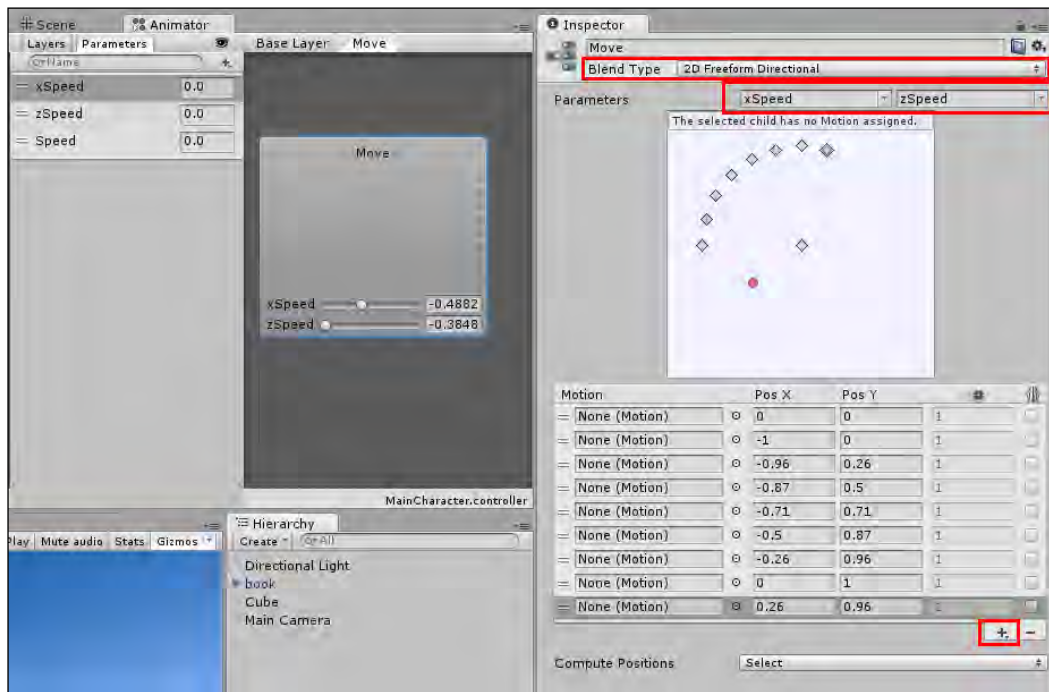 Scene
Animator
Layers Parameters
Name
xSpeed 0.0
zSpeed 0.0
Speed 0.0
Base Layer Move
Move
xSpeed -0.4882
zSpeed -0.3848
MainCharacter.controller
Play Mute audio Stats Gizmos
Hierarchy
Create All
Directional Light
book
Cube
Main Camera
Inspector
Move
Blend Type 2D Freeform Directional
Parameters xSpeed zSpeed
The selected child has no Motion assigned.
Motion Pos X Pos Y
None (Motion) 0 0 1
None (Motion) -1 0 1
None (Motion) -0.96 0.26 1
None (Motion) -0.87 0.5 1
None (Motion) -0.71 0.71 1
None (Motion) -0.5 0.87 1
None (Motion) -0.26 0.96 1
None (Motion) 0 1 1
None (Motion) 0.26 0.96 1
+ -
Compute Positions Select